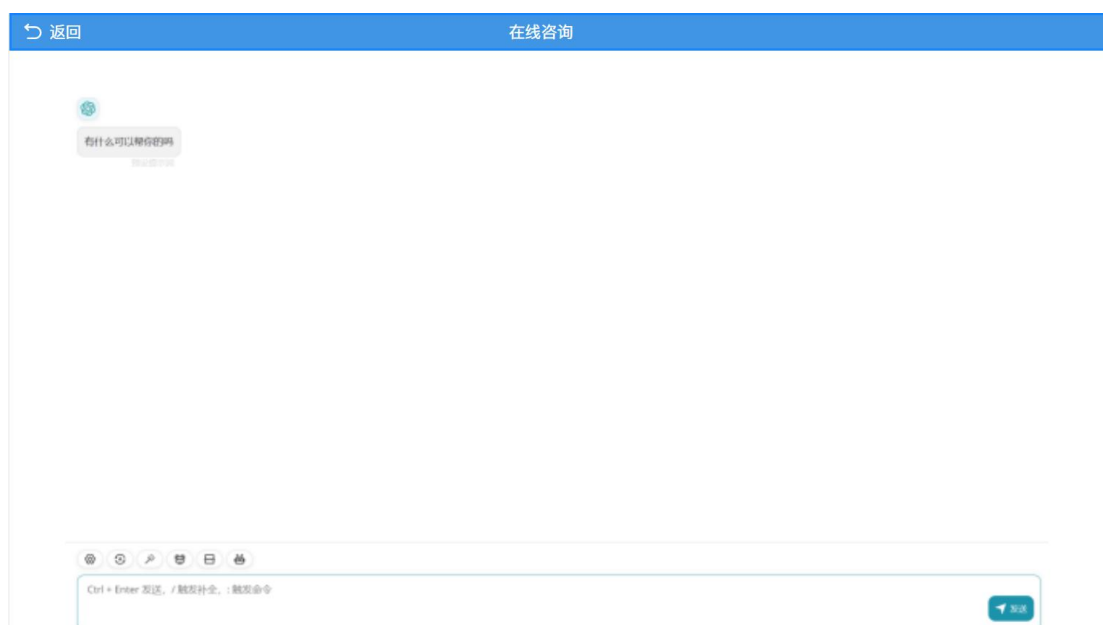 返回
在线咨询
有什么可以帮你的吗
Ctrl + Enter 发送, / 触发补全, : 触发命令
发送